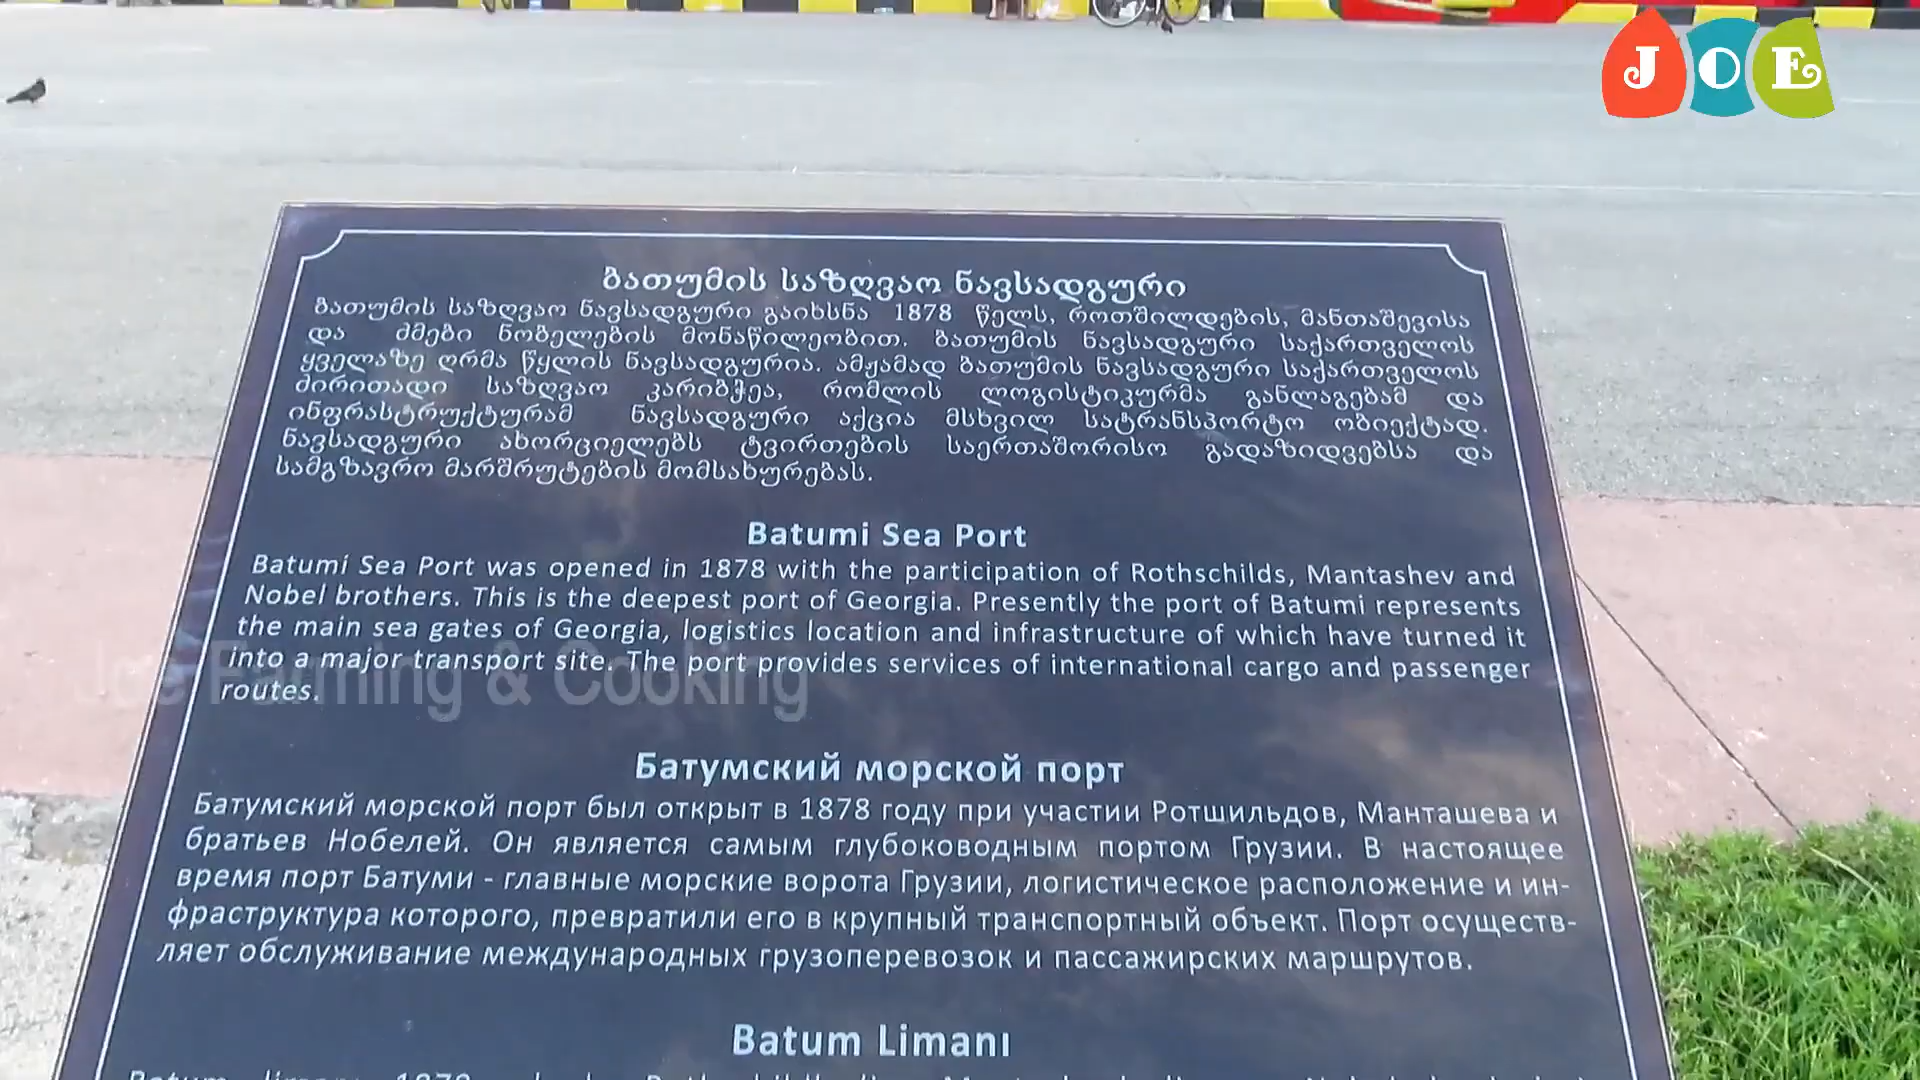 JOE
ბათუმის საზღვაო ნავსადგური
ბათუმის საზღვაო ნავსადგური გაიხსნა 1878 წელს, როთშილდების, მანთაშევისა
და ძმები ნობელების მონაწილეობით. ბათუმის ნავსადგური საქართველოს
ყველაზე ღრმა წყლის ნავსადგურია. ამჟამად ბათუმის ნავსადგური საქართველოს
ძირითადი საზღვაო კარიბჭეა, რომლის ლოგისტიკურმა განლაგებამ და
ინფრასტრუქტურამ ნავსადგური აქცია მსხვილ სატრანსპორტო ობიექტად.
ნავსადგური ახორციელებს ტვირთების საერთაშორისო გადაზიდვებსა და
სამგზავრო მარშრუტების მომსახურებას.
Batumi Sea Port
Batumi Sea Port was opened in 1878 with the participation of Rothschilds, Mantashev and
Nobel brothers. This is the deepest port of Georgia. Presently the port of Batumi represents
the main sea gates of Georgia, logistics location and infrastructure of which have turned it
into a major transport site. The port provides services of international cargo and passenger
routes.
Joe Farming & Cooking
Батумский морской порт
Батумский морской порт был открыт в 1878 году при участии Ротшильдов, Манташева и
братьев Нобелей. Он является самым глубоководным портом Грузии. В настоящее
время порт Батуми - главные морские ворота Грузии, логистическое расположение и ин-
фраструктура которого, превратили его в крупный транспортный объект. Порт осуществ-
ляет обслуживание международных грузоперевозок и пассажирских маршрутов.
Batum Limanı